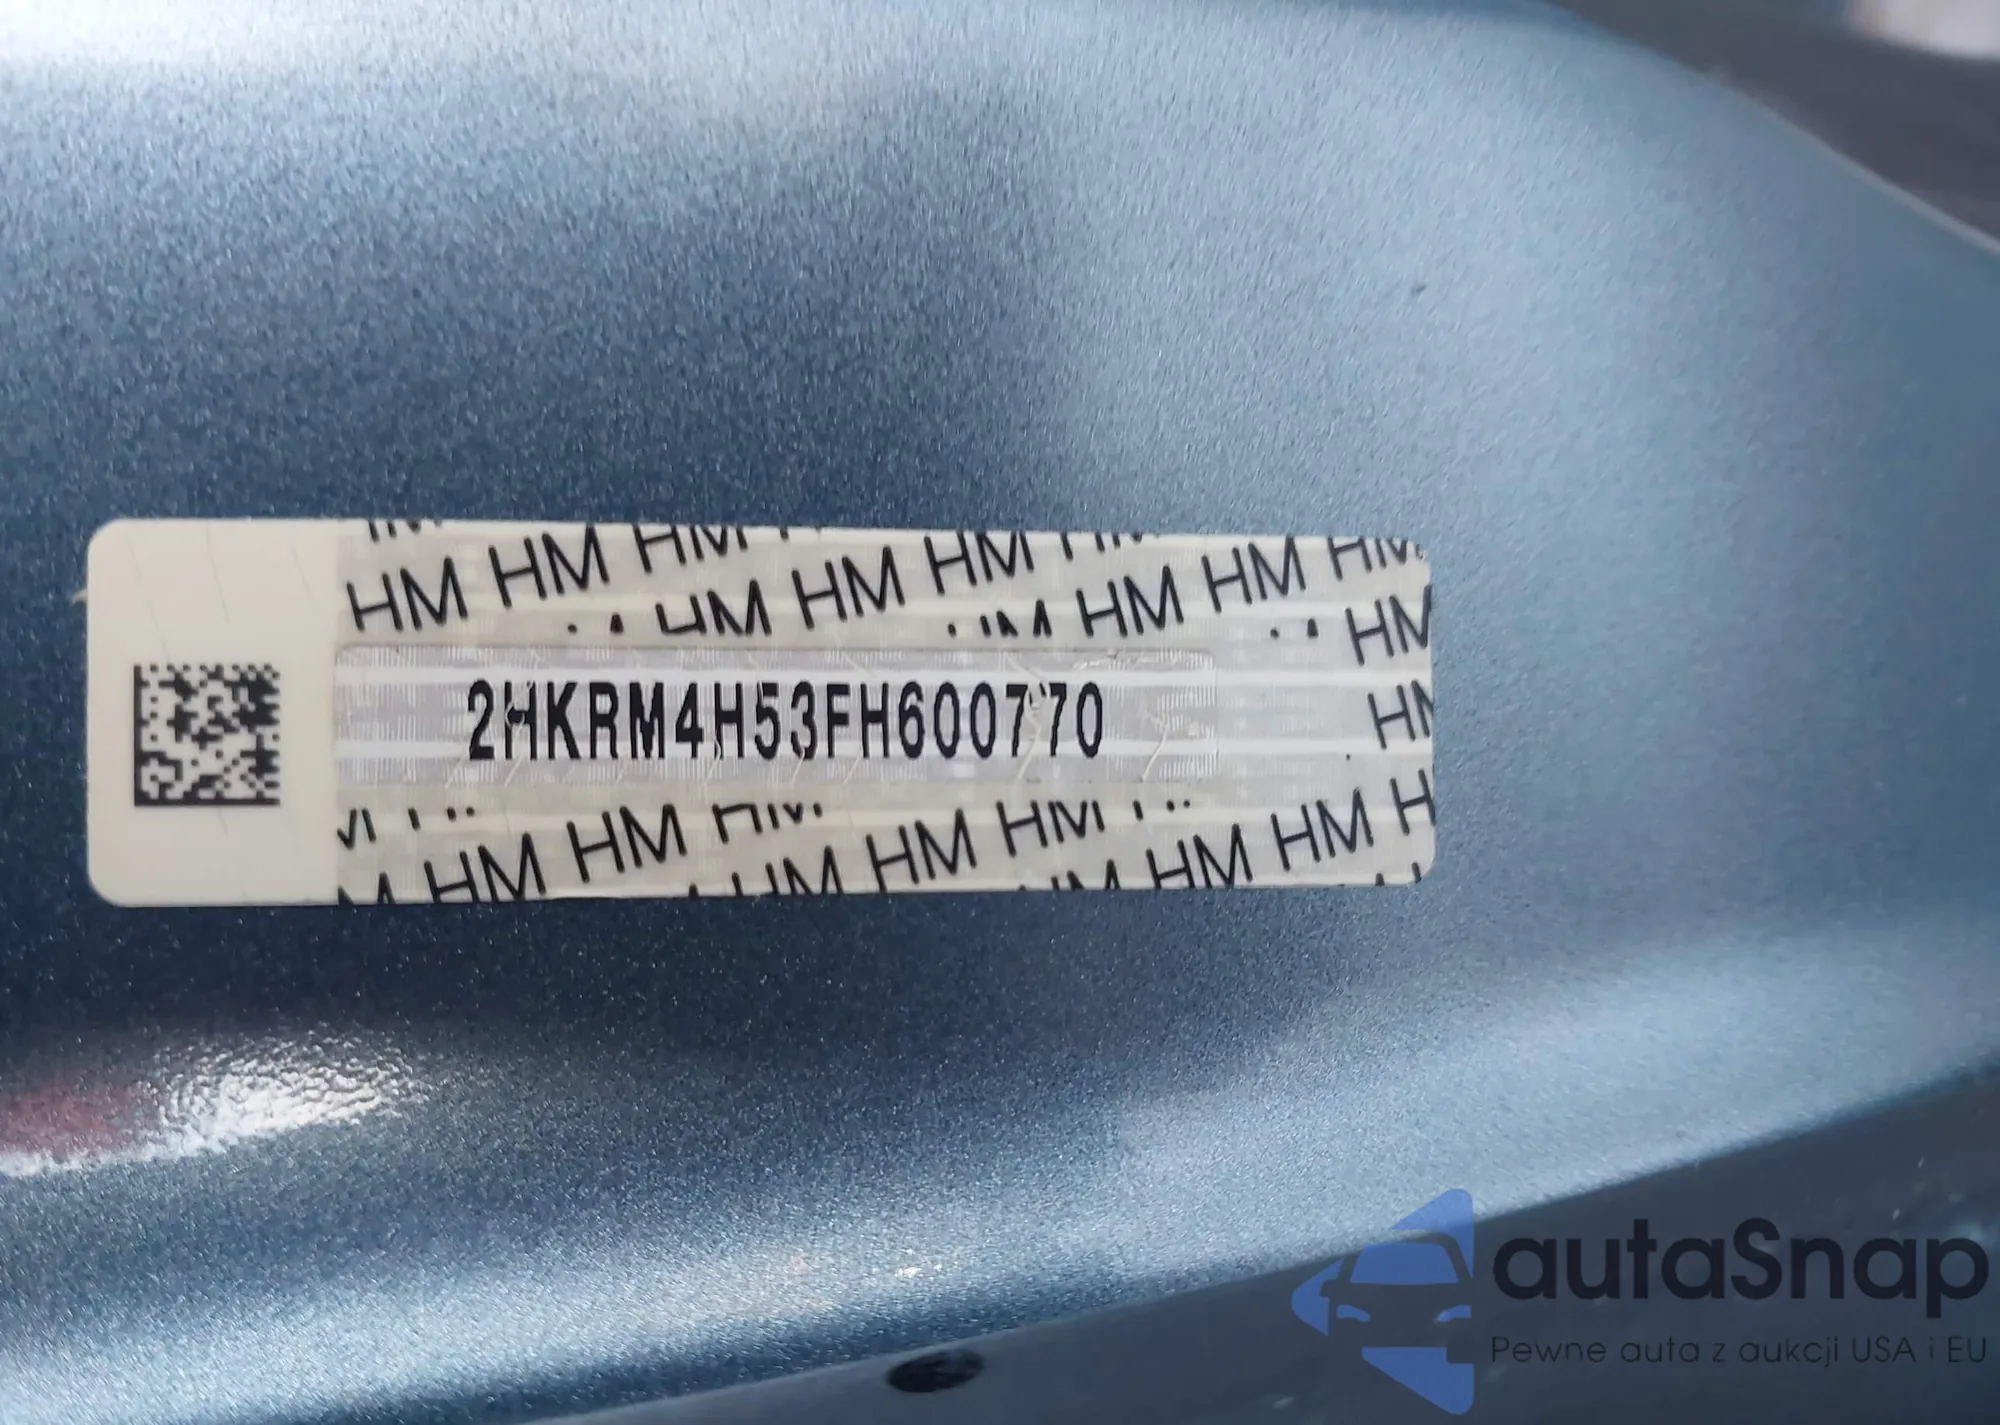 HM HM HM
HM HM HM HM HM HM
HM HM HM
2HKRM4H53FH600770
HM
HM HM HM HM H
HM HM HM HM
autaSnap
Pewne auta z aukcji USA i EU